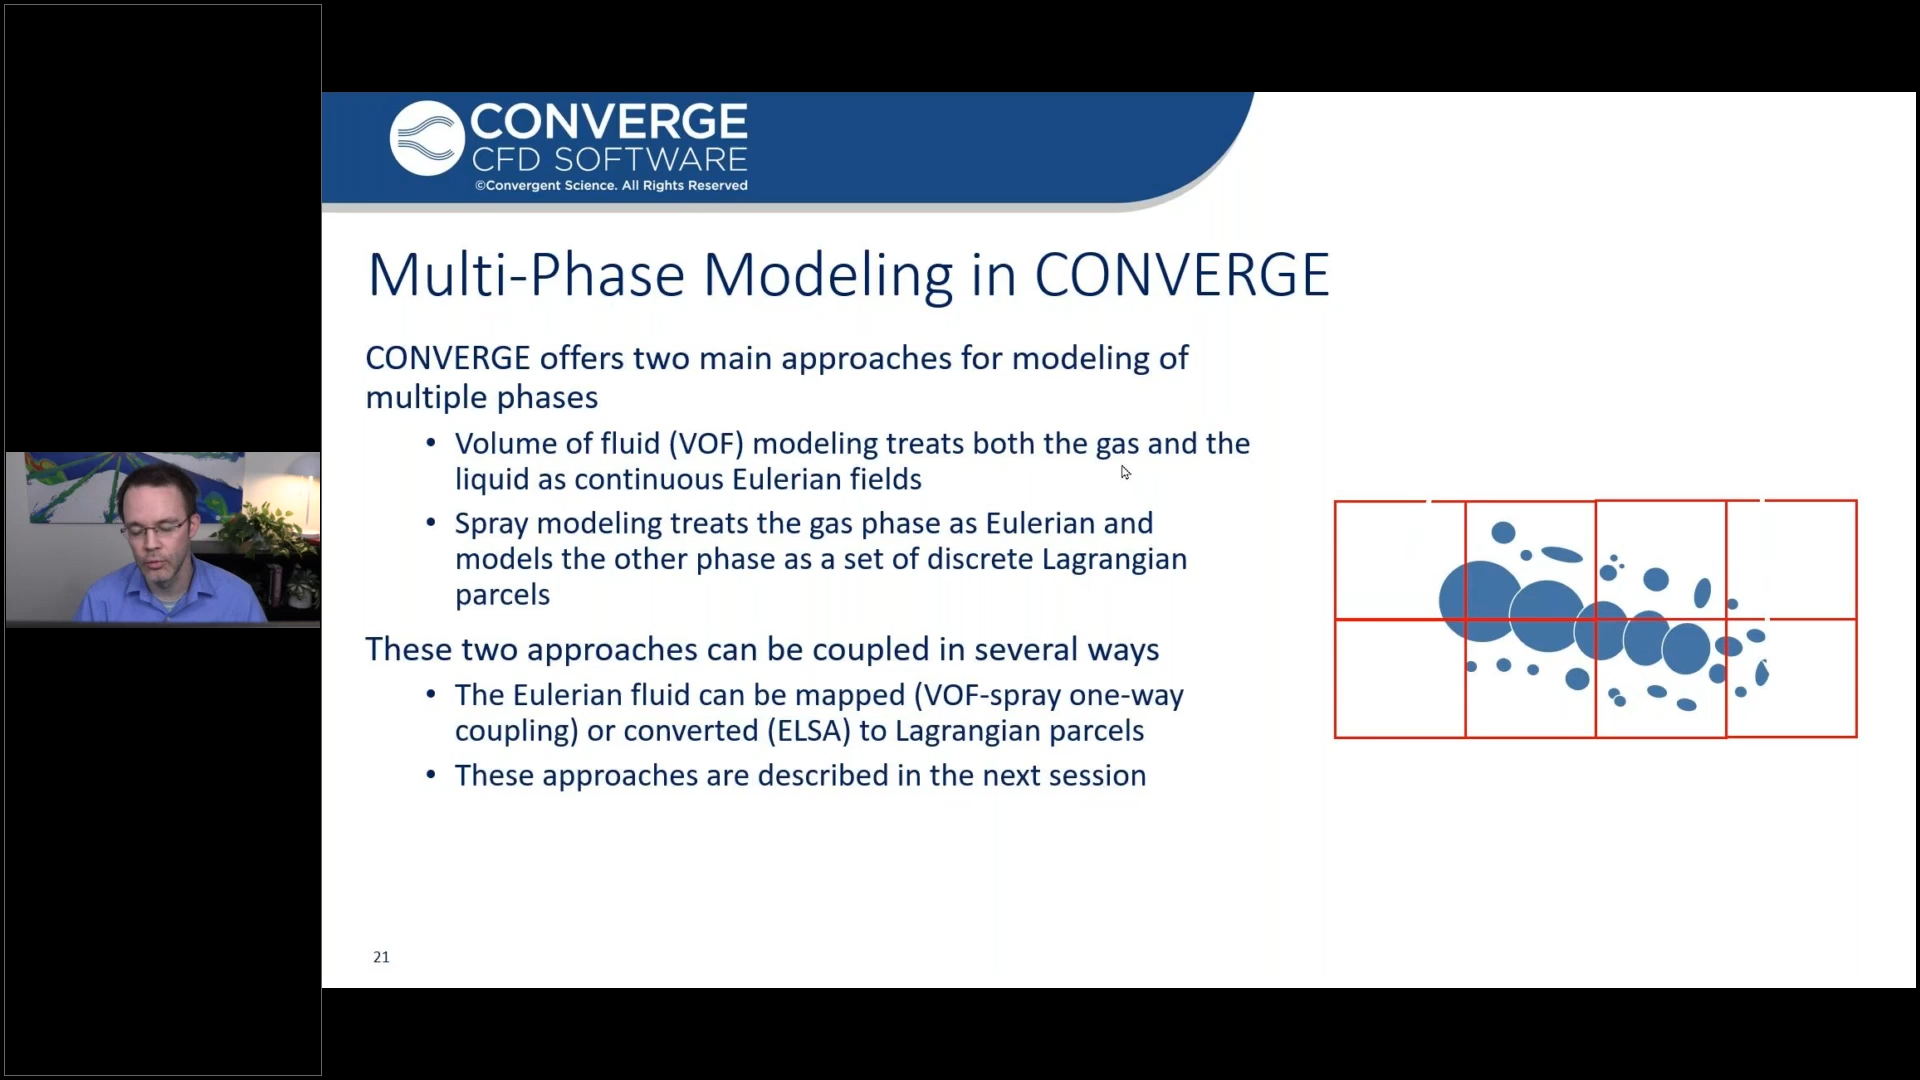 CONVERGE
CFD SOFTWARE
©Convergent Science. All Rights Reserved
Multi-Phase Modeling in CONVERGE
CONVERGE offers two main approaches for modeling of
multiple phases
• Volume of fluid (VOF) modeling treats both the gas and the
liquid as continuous Eulerian fields
• Spray modeling treats the gas phase as Eulerian and
models the other phase as a set of discrete Lagrangian
parcels
These two approaches can be coupled in several ways
• The Eulerian fluid can be mapped (VOF-spray one-way
coupling) or converted (ELSA) to Lagrangian parcels
• These approaches are described in the next session
21